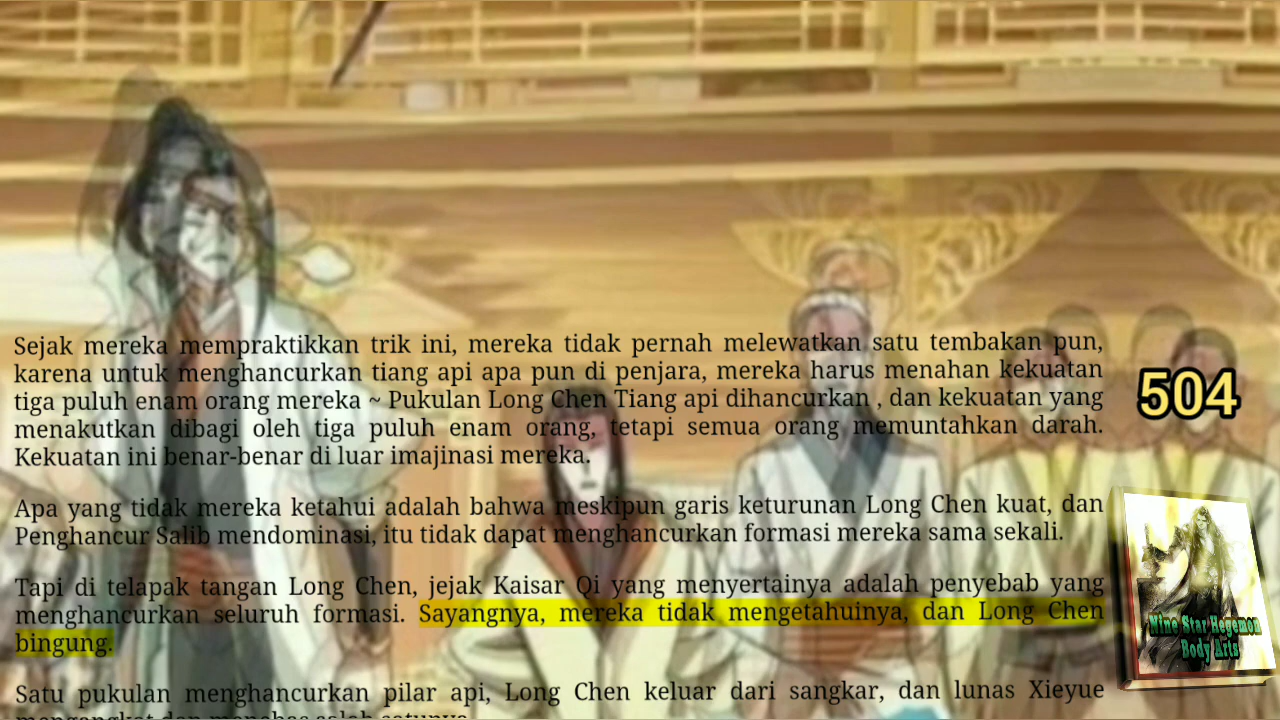 Sejak mereka mempraktikkan trik ini, mereka tidak pernah melewatkan satu tembakan pun,
karena untuk menghancurkan tiang api apa pun di penjara, mereka harus menahan kekuatan
tiga puluh enam orang mereka ~ Pukulan Long Chen Tiang api dihancurkan , dan kekuatan yang
menakutkan dibagi oleh tiga puluh enam orang, tetapi semua orang memuntahkan darah.
Kekuatan ini benar-benar di luar imajinasi mereka.
Apa yang tidak mereka ketahui adalah bahwa meskipun garis keturunan Long Chen kuat, dan
Penghancur Salib mendominasi, itu tidak dapat menghancurkan formasi mereka sama sekali.
Tapi di telapak tangan Long Chen, jejak Kaisar Qi yang menyertainya adalah penyebab yang
menghancurkan seluruh formasi. Sayangnya, mereka tidak mengetahuinya, dan Long Chen
bingung.
Satu pukulan menghancurkan pilar api, Long Chen keluar dari sangkar, dan lunas Xieyue
504
Nine Star Hegemon
Body Arts